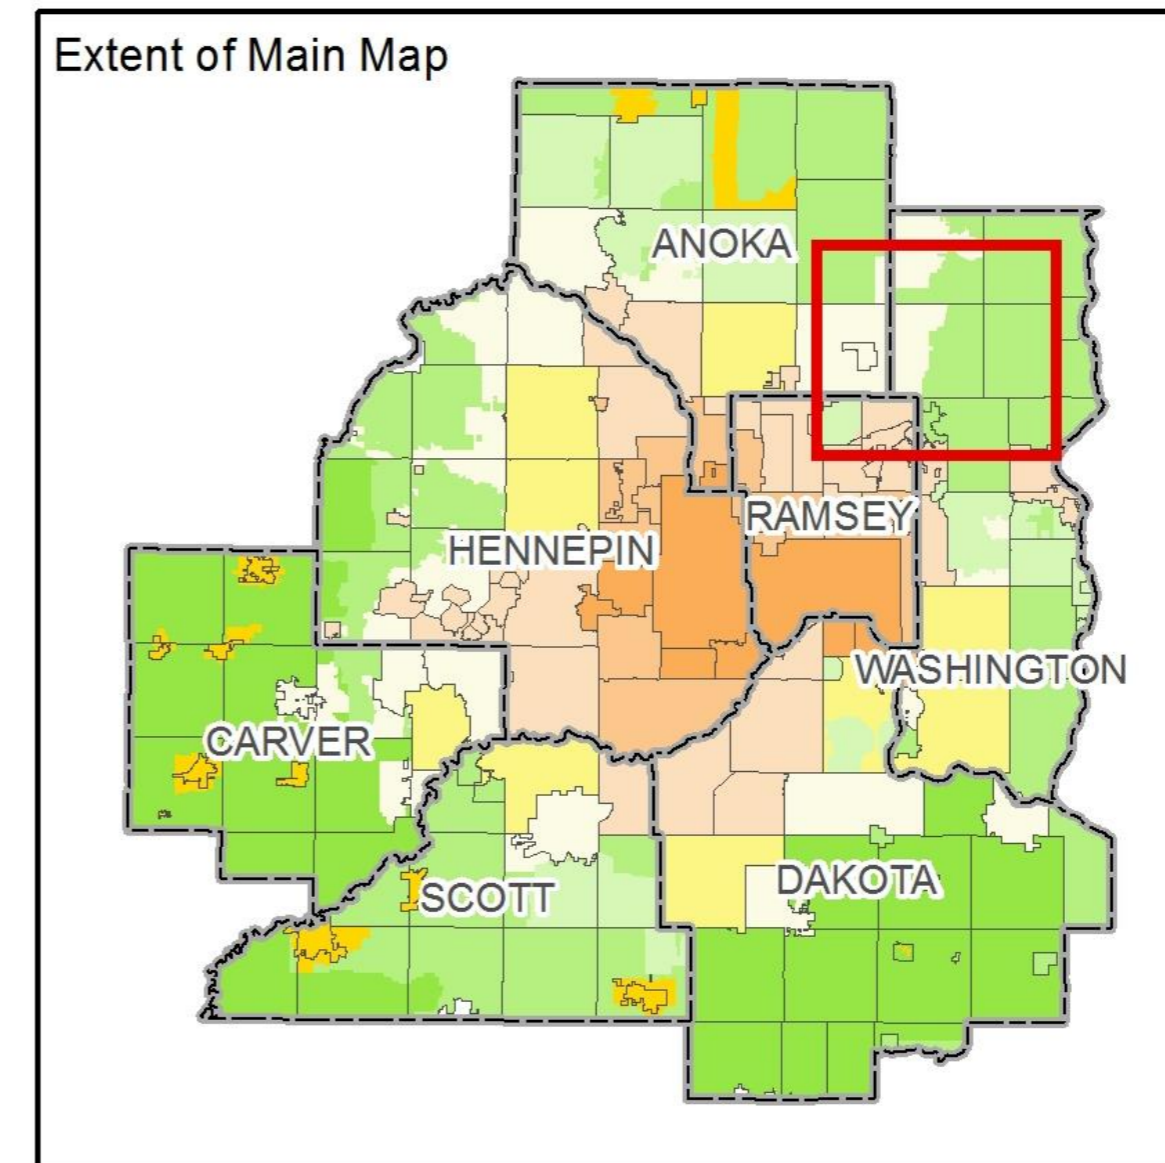 Extent of Main Map
ANOKA
RAMSEY
HENNEPIN
WASHINGTON
CARVER
DAKOTA
SCOTT